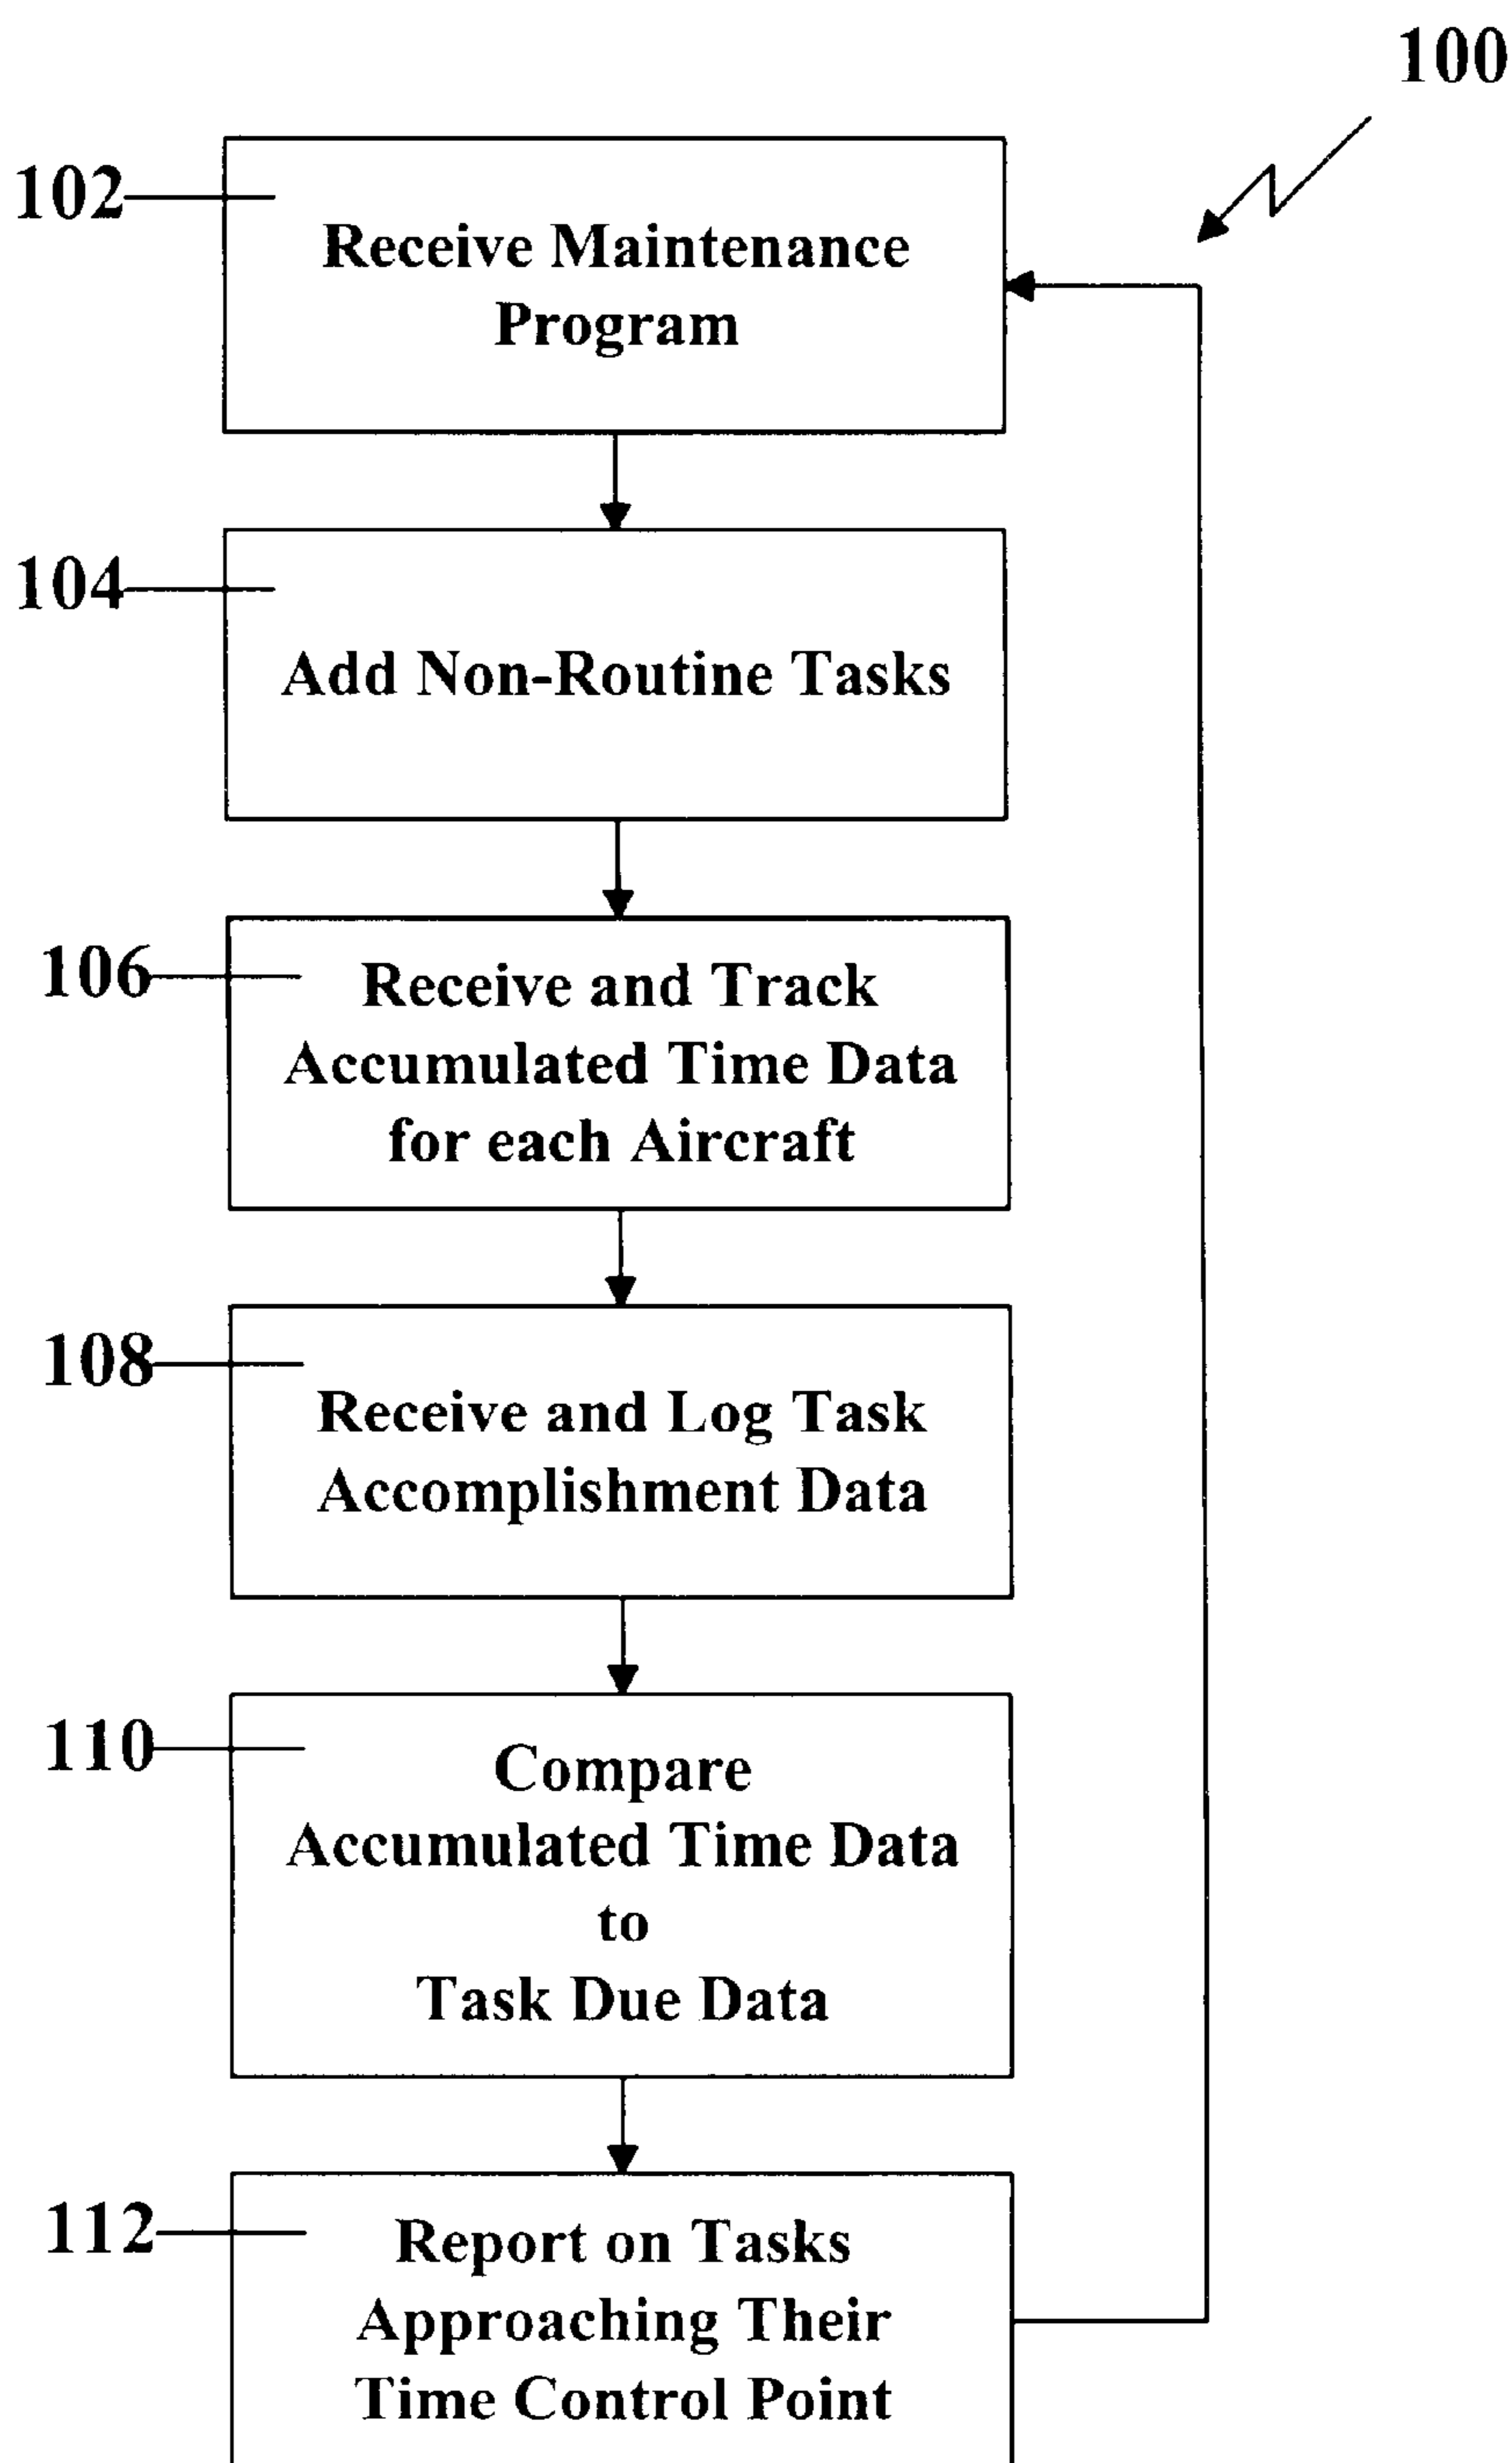 100
102
Receive Maintenance
Program
104
Add Non-Routine Tasks
106
Receive and Track
Accumulated Time Data
for each Aircraft
108
Receive and Log Task
Accomplishment Data
110
Compare
Accumulated Time Data
to
Task Due Data
112
Report on Tasks
Approaching Their
Time Control Point